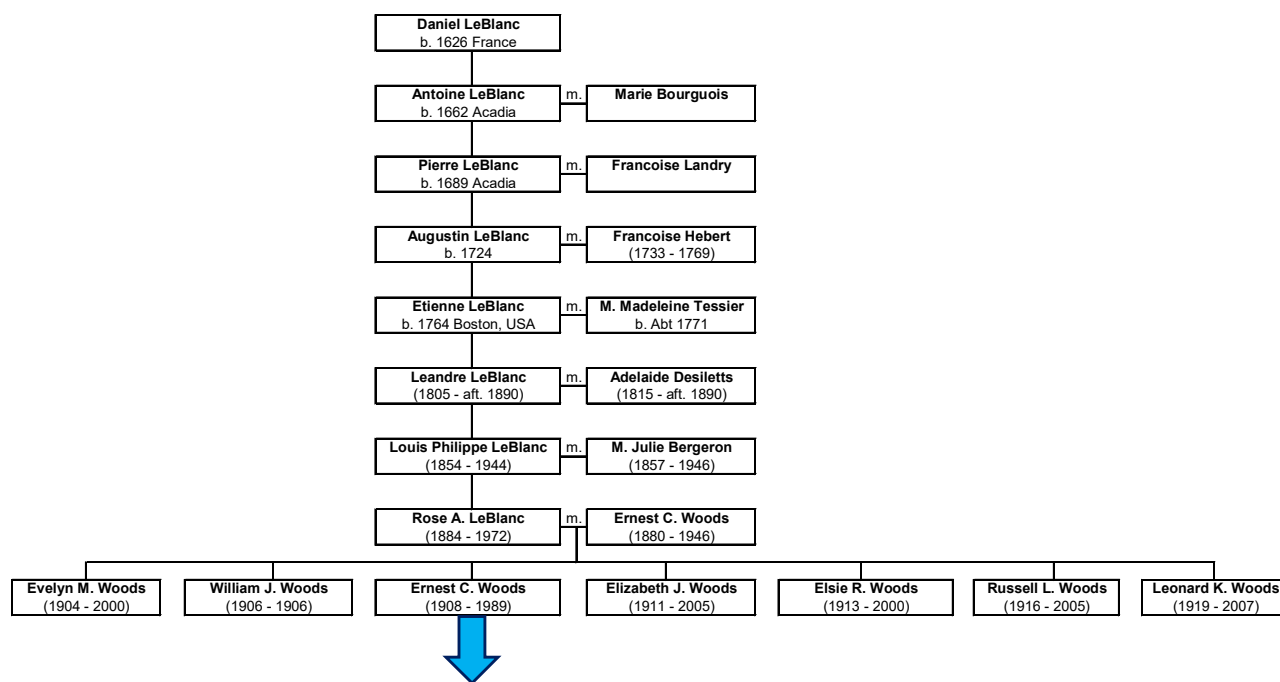 Daniel LeBlanc
b. 1626 France
Antoine LeBlanc m. Marie Bourguois
b. 1662 Acadia
Pierre LeBlanc m. Francoise Landry
b. 1689 Acadia
Augustin LeBlanc m. Francoise Hebert
b. 1724 (1733 - 1769)
Etienne LeBlanc m. M. Madeleine Tessier
b. 1764 Boston, USA b. Abt 1771
Leandre LeBlanc m. Adelaide Desiletts
(1805 - aft. 1890) (1815 - aft. 1890)
Louis Philippe LeBlanc m. M. Julie Bergeron
(1854 - 1944) (1857 - 1946)
Rose A. LeBlanc m. Ernest C. Woods
(1884 - 1972) (1880 - 1946)
Evelyn M. Woods William J. Woods Ernest C. Woods Elizabeth J. Woods Elsie R. Woods Russell L. Woods Leonard K. Woods
(1904 - 2000) (1906 - 1906) (1908 - 1989) (1911 - 2005) (1913 - 2000) (1916 - 2005) (1919 - 2007)